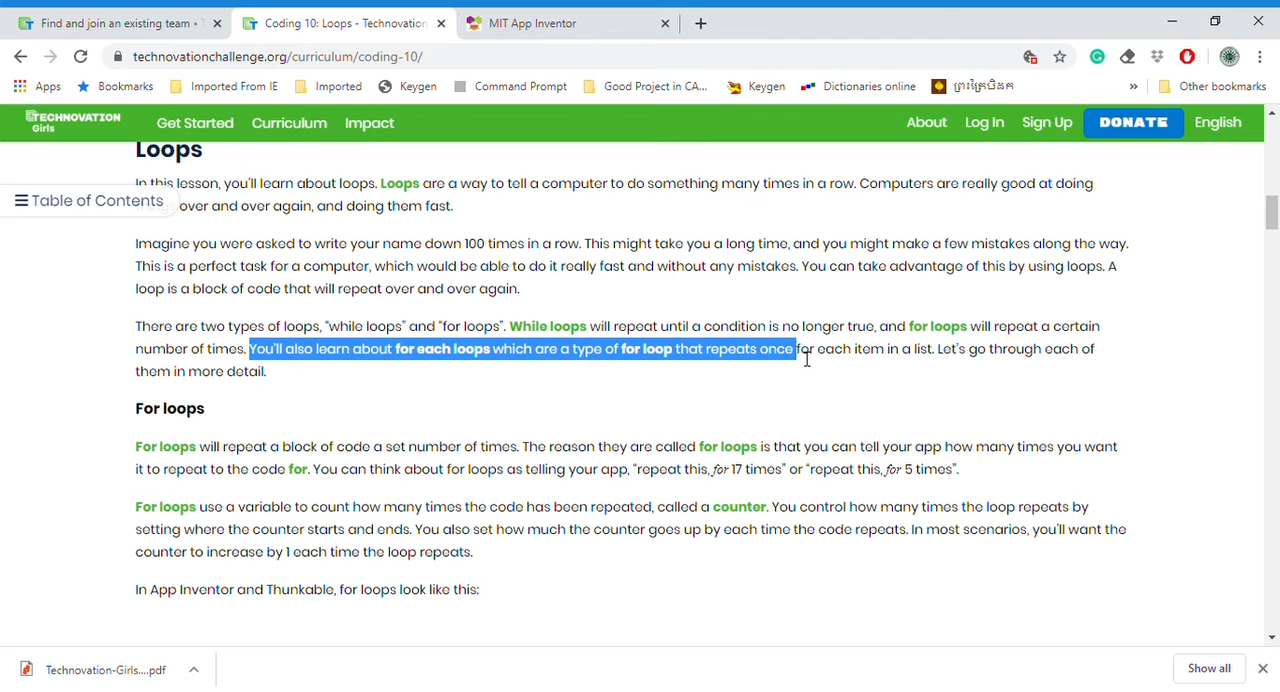 Find and join an existing team •
Coding 10: Loops - Technovation
MIT App Inventor
technovationchallenge.org/curriculum/coding-10/
Apps Bookmarks Imported From IE Imported Keygen Command Prompt Good Project in CA... Keygen Dictionaries online ព្រះត្រៃបិដក » Other bookmarks
TECHNOVATION
Girls
Get Started Curriculum Impact About Log In Sign Up DONATE English
Loops
In this lesson, you'll learn about loops. Loops are a way to tell a computer to do something many times in a row. Computers are really good at doing
Table of Contents
over and over again, and doing them fast.
Imagine you were asked to write your name down 100 times in a row. This might take you a long time, and you might make a few mistakes along the way.
This is a perfect task for a computer, which would be able to do it really fast and without any mistakes. You can take advantage of this by using loops. A
loop is a block of code that will repeat over and over again.
There are two types of loops, "while loops" and "for loops". While loops will repeat until a condition is no longer true, and for loops will repeat a certain
number of times. You'll also learn about for each loops which are a type of for loop that repeats once for each item in a list. Let's go through each of
them in more detail.
For loops
For loops will repeat a block of code a set number of times. The reason they are called for loops is that you can tell your app how many times you want
it to repeat to the code for. You can think about for loops as telling your app, "repeat this, for 17 times" or "repeat this, for 5 times".
For loops use a variable to count how many times the code has been repeated, called a counter. You control how many times the loop repeats by
setting where the counter starts and ends. You also set how much the counter goes up by each time the code repeats. In most scenarios, you'll want the
counter to increase by 1 each time the loop repeats.
In App Inventor and Thunkable, for loops look like this:
Technovation-Girls....pdf
Show all